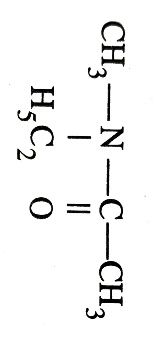 CH₃—N—C—CH₃
| ||
H₅C₂ O